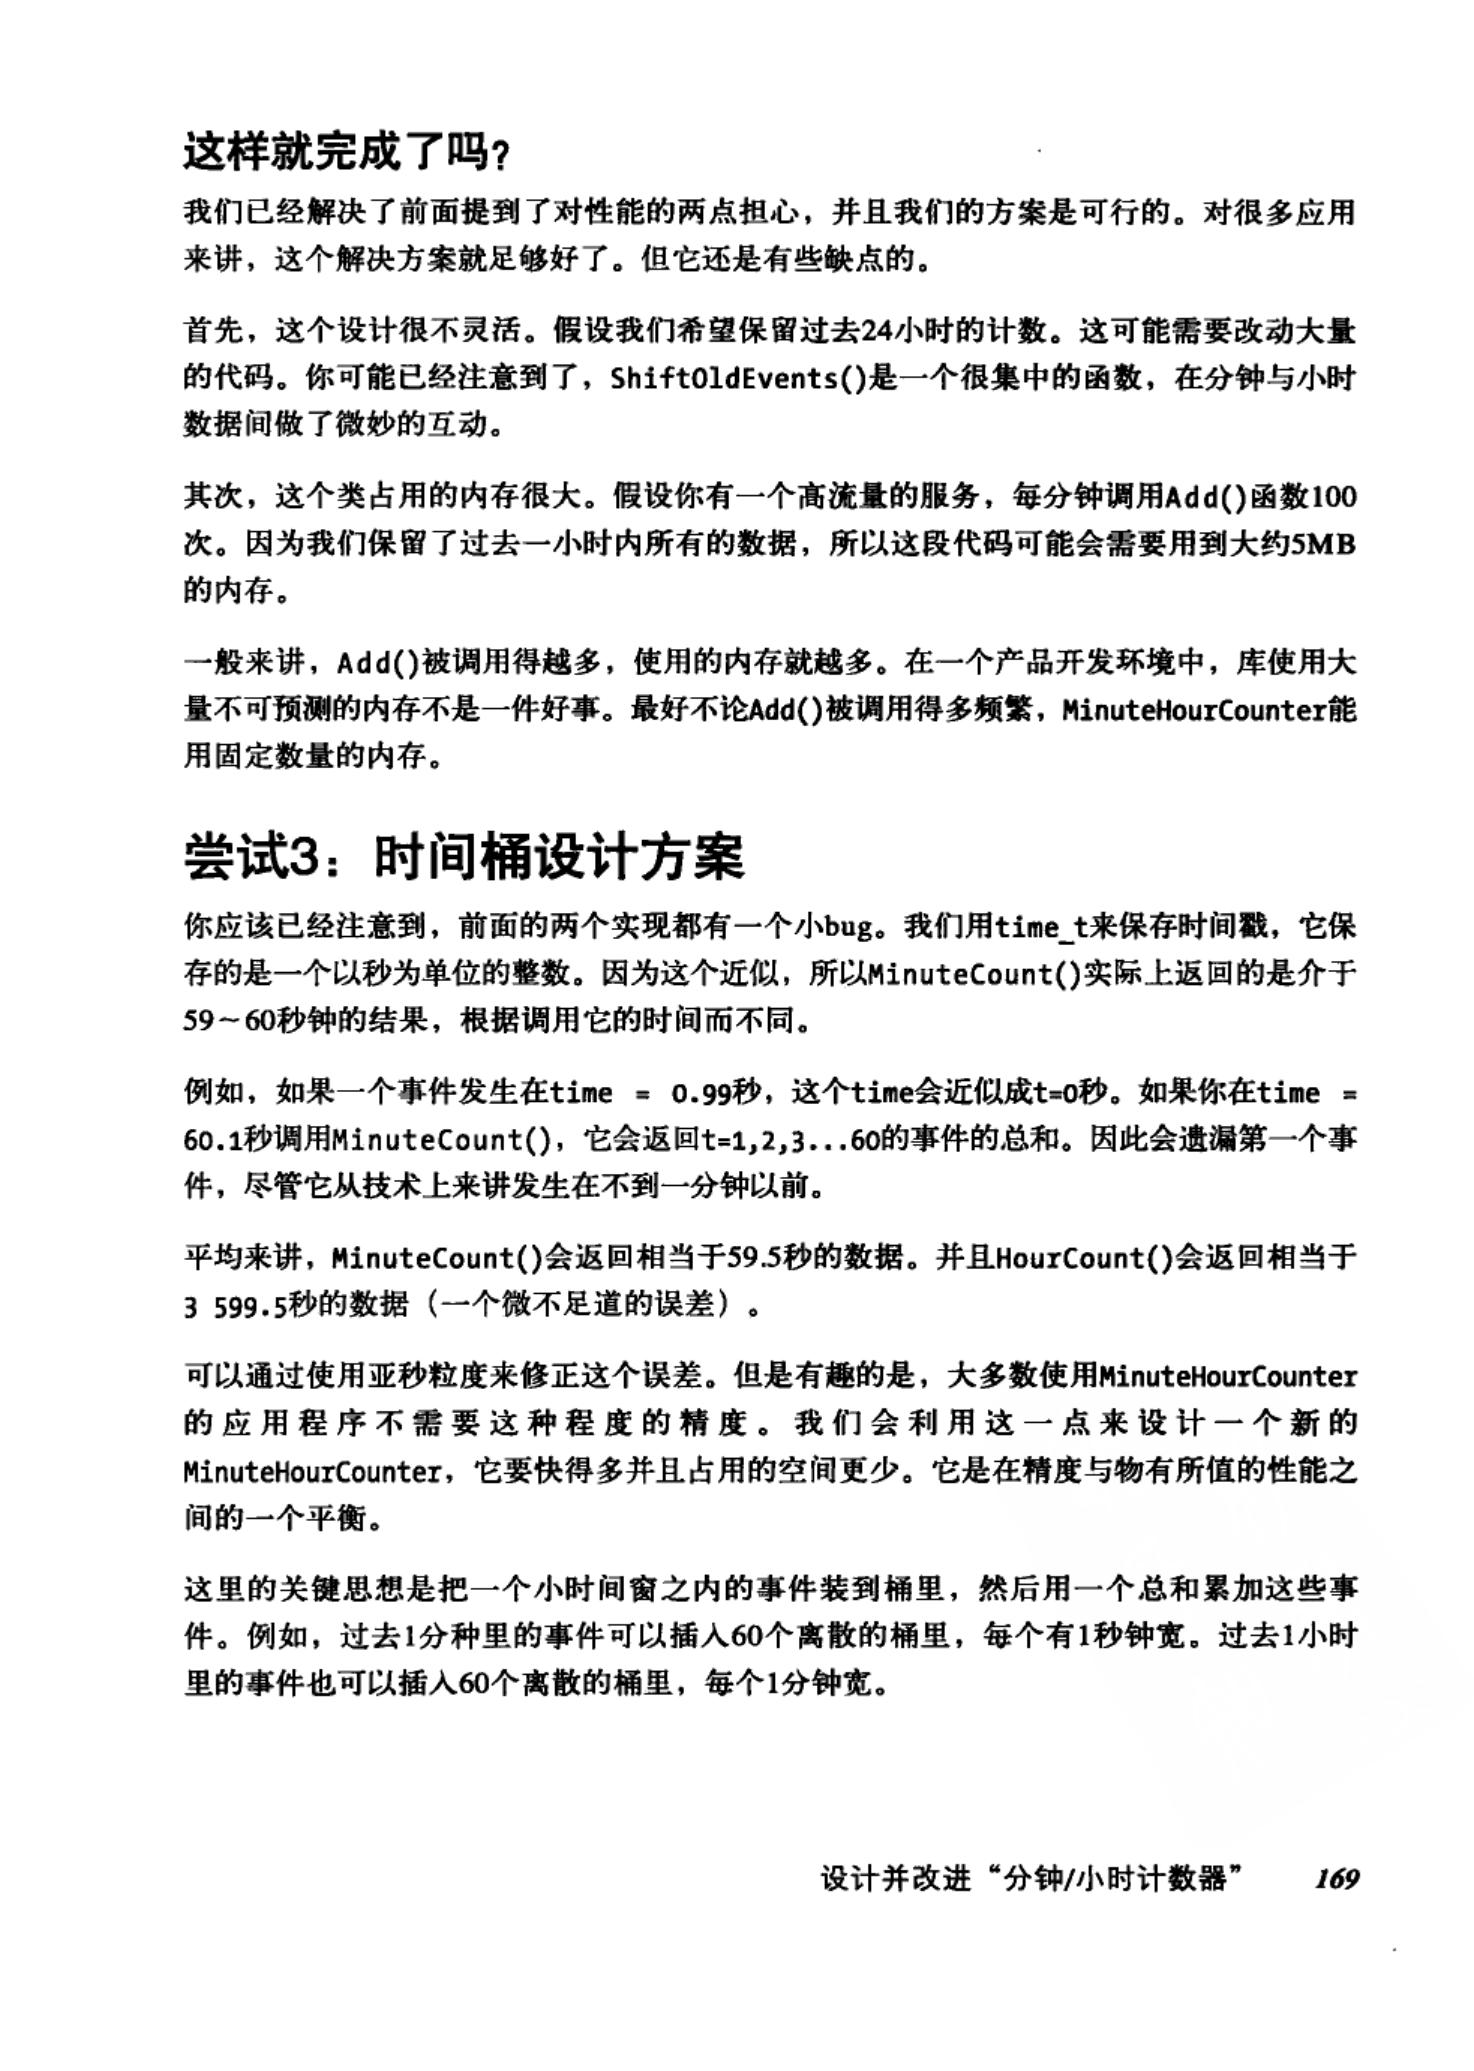 这样就完成了吗?
我们已经解决了前面提到了对性能的两点担心，并且我们的方案是可行的。对很多应用
来讲，这个解决方案就足够好了。但它还是有些缺点的。
首先，这个设计很不灵活。假设我们希望保留过去24小时的计数。这可能需要改动大量
的代码。你可能已经注意到了，ShiftOldEvents()是一个很集中的函数，在分钟与小时
数据间做了微妙的互动。
其次，这个类占用的内存很大。假设你有一个高流量的服务，每分钟调用Add()函数100
次。因为我们保留了过去一小时内所有的数据，所以这段代码可能会需要用到大约5MB
的内存。
一般来讲，Add()被调用得越多，使用的内存就越多。在一个产品开发环境中，库使用大
量不可预测的内存不是一件好事。最好不论Add()被调用得多频繁，MinuteHourCounter能
用固定数量的内存。
尝试3：时间桶设计方案
你应该已经注意到，前面的两个实现都有一个小bug。我们用time_t来保存时间戳，它保
存的是一个以秒为单位的整数。因为这个近似，所以MinuteCount()实际上返回的是介于
59～60秒钟的结果，根据调用它的时间而不同。
例如，如果一个事件发生在time = 0.99秒，这个time会近似成t=0秒。如果你在time =
60.1秒调用MinuteCount()，它会返回t=1,2,3...60的事件的总和。因此会遗漏第一个事
件，尽管它从技术上来讲发生在不到一分钟以前。
平均来讲，MinuteCount()会返回相当于59.5秒的数据。并且HourCount()会返回相当于
3 599.5秒的数据（一个微不足道的误差）。
可以通过使用亚秒粒度来修正这个误差。但是有趣的是，大多数使用MinuteHourCounter
的应用程序不需要这种程度的精度。我们会利用这一点来设计一个新的
MinuteHourCounter，它要快得多并且占用的空间更少。它是在精度与物有所值的性能之
间的一个平衡。
这里的关键思想是把一个小时间窗之内的事件装到桶里，然后用一个总和累加这些事
件。例如，过去1分种里的事件可以插入60个离散的桶里，每个有1秒钟宽。过去1小时
里的事件也可以插入60个离散的桶里，每个1分钟宽。
设计并改进“分钟/小时计数器” 169